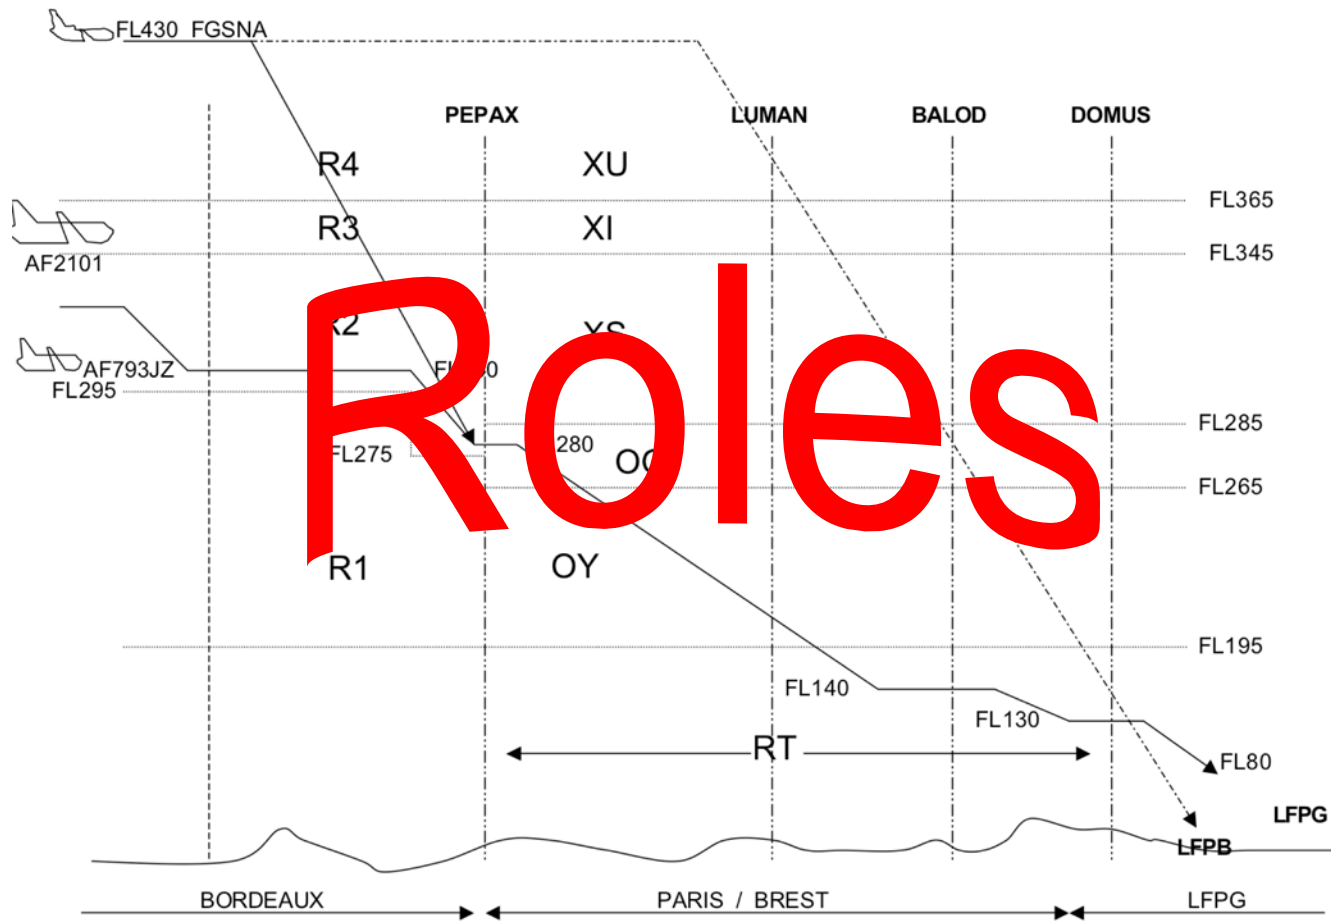 FL430 FGSNA
PEPAX LUMAN BALOD DOMUS
R4 XU
FL365
R3 XI
FL345
AF2101
Roles
AF793JZ
FL295
FL285
FL275
FL265
R1 OY
FL195
FL140
FL130
RT
FL80
LFPG
LFPB
BORDEAUX PARIS / BREST LFPG